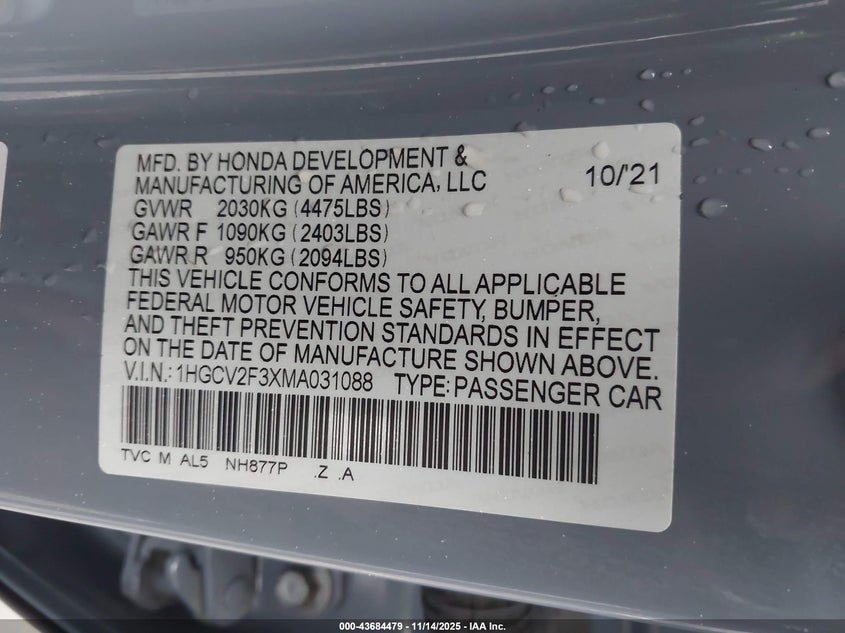 MFD. BY HONDA DEVELOPMENT &
MANUFACTURING OF AMERICA, LLC 10/'21
GVWR 2030KG (4475LBS)
GAWR F 1090KG (2403LBS)
GAWR R 950KG (2094LBS)
THIS VEHICLE CONFORMS TO ALL APPLICABLE
FEDERAL MOTOR VEHICLE SAFETY, BUMPER,
AND THEFT PREVENTION STANDARDS IN EFFECT
ON THE DATE OF MANUFACTURE SHOWN ABOVE.
V.I.N.: 1HGCV2F3XMA031088 TYPE: PASSENGER CAR
TVC M AL5 NH877P .Z .A
000-43684479 - 11/14/2025 - IAA Inc.